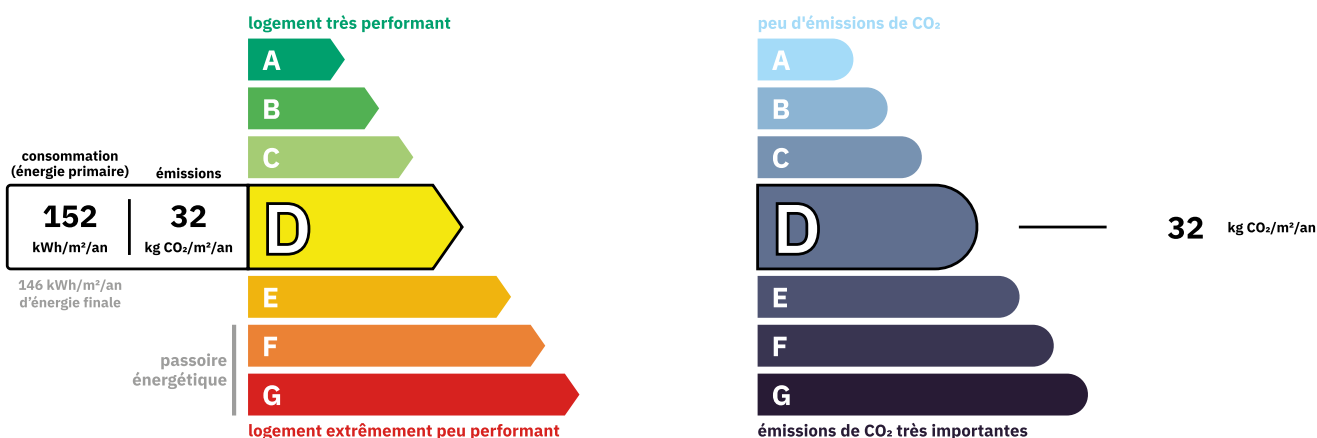 logement très performant
A
B
C
consommation
(énergie primaire)
émissions
152
kWh/m²/an
32
kg CO₂/m²/an
D
146 kWh/m²/an
d’énergie finale
E
passoire
énergétique
F
G
logement extrêmement peu performant
peu d'émissions de CO₂
A
B
C
D
32 kg CO₂/m²/an
E
F
G
émissions de CO₂ très importantes